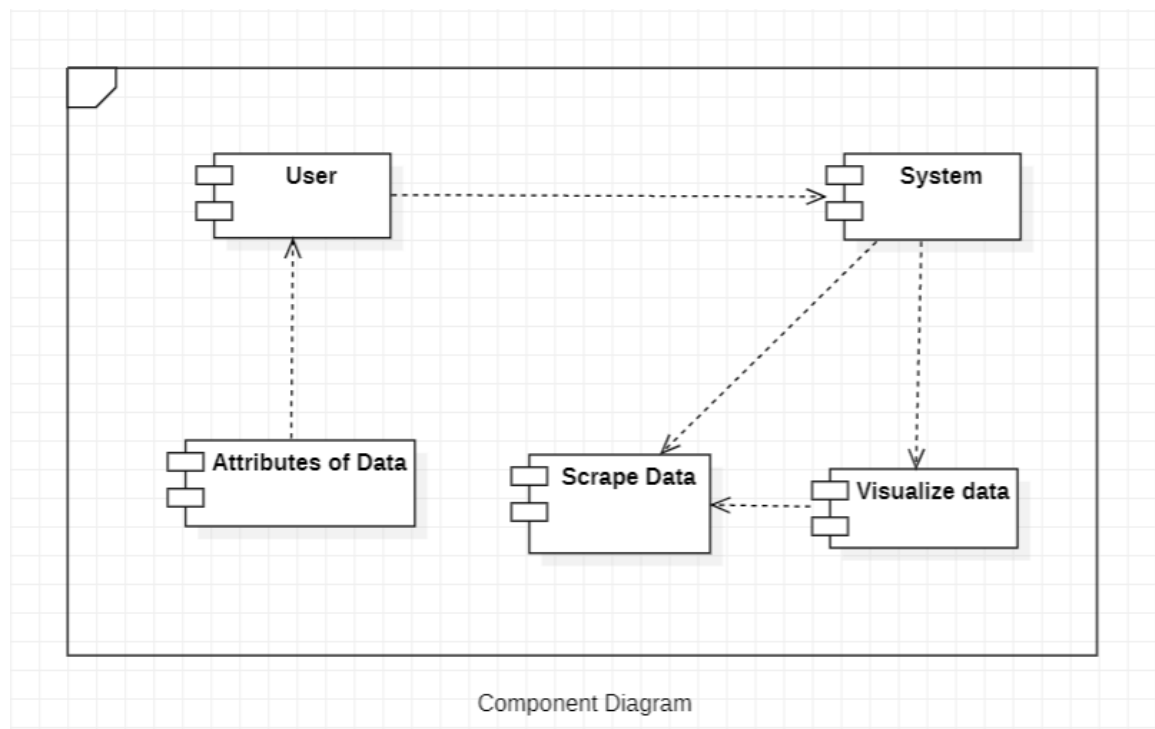 User
System
Attributes of Data
Scrape Data
Visualize data
Component Diagram